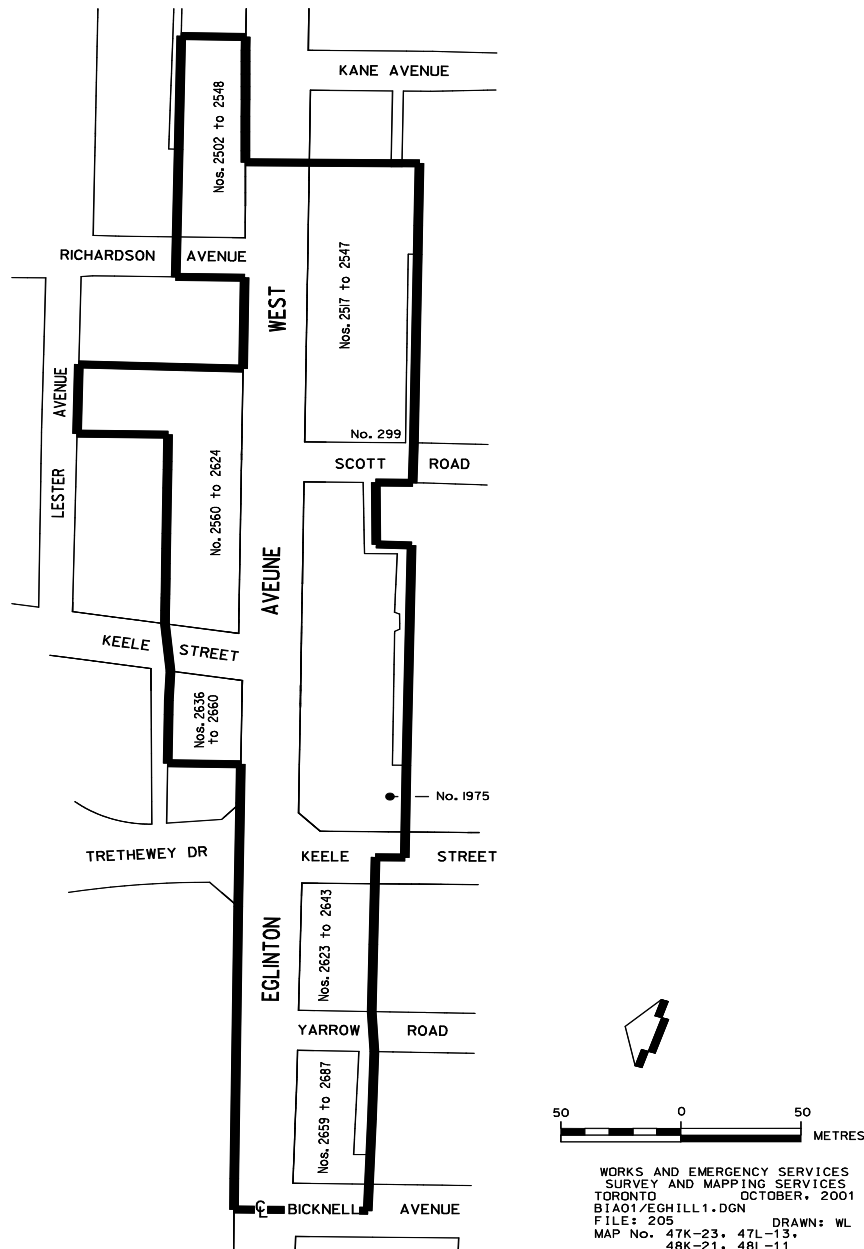 KANE AVENUE
Nos. 2502 to 2548
RICHARDSON AVENUE
WEST
Nos. 2517 to 2547
AVENUE
LESTER
No. 299
SCOTT ROAD
No. 2560 to 2624
AVEUNE
KEELE STREET
Nos. 2636
to 2660
No. 1975
TRETHEWEY DR
KEELE STREET
EGLINTON
Nos. 2623 to 2643
YARROW ROAD
Nos. 2659 to 2687
CL BICKNELL AVENUE
50 0 50
METRES
WORKS AND EMERGENCY SERVICES
SURVEY AND MAPPING SERVICES
TORONTO OCTOBER, 2001
BIA01/EGHILL1.DGN
FILE: 205 DRAWN: WL
MAP No. 47K-23, 47L-13,
48K-21, 48L-11